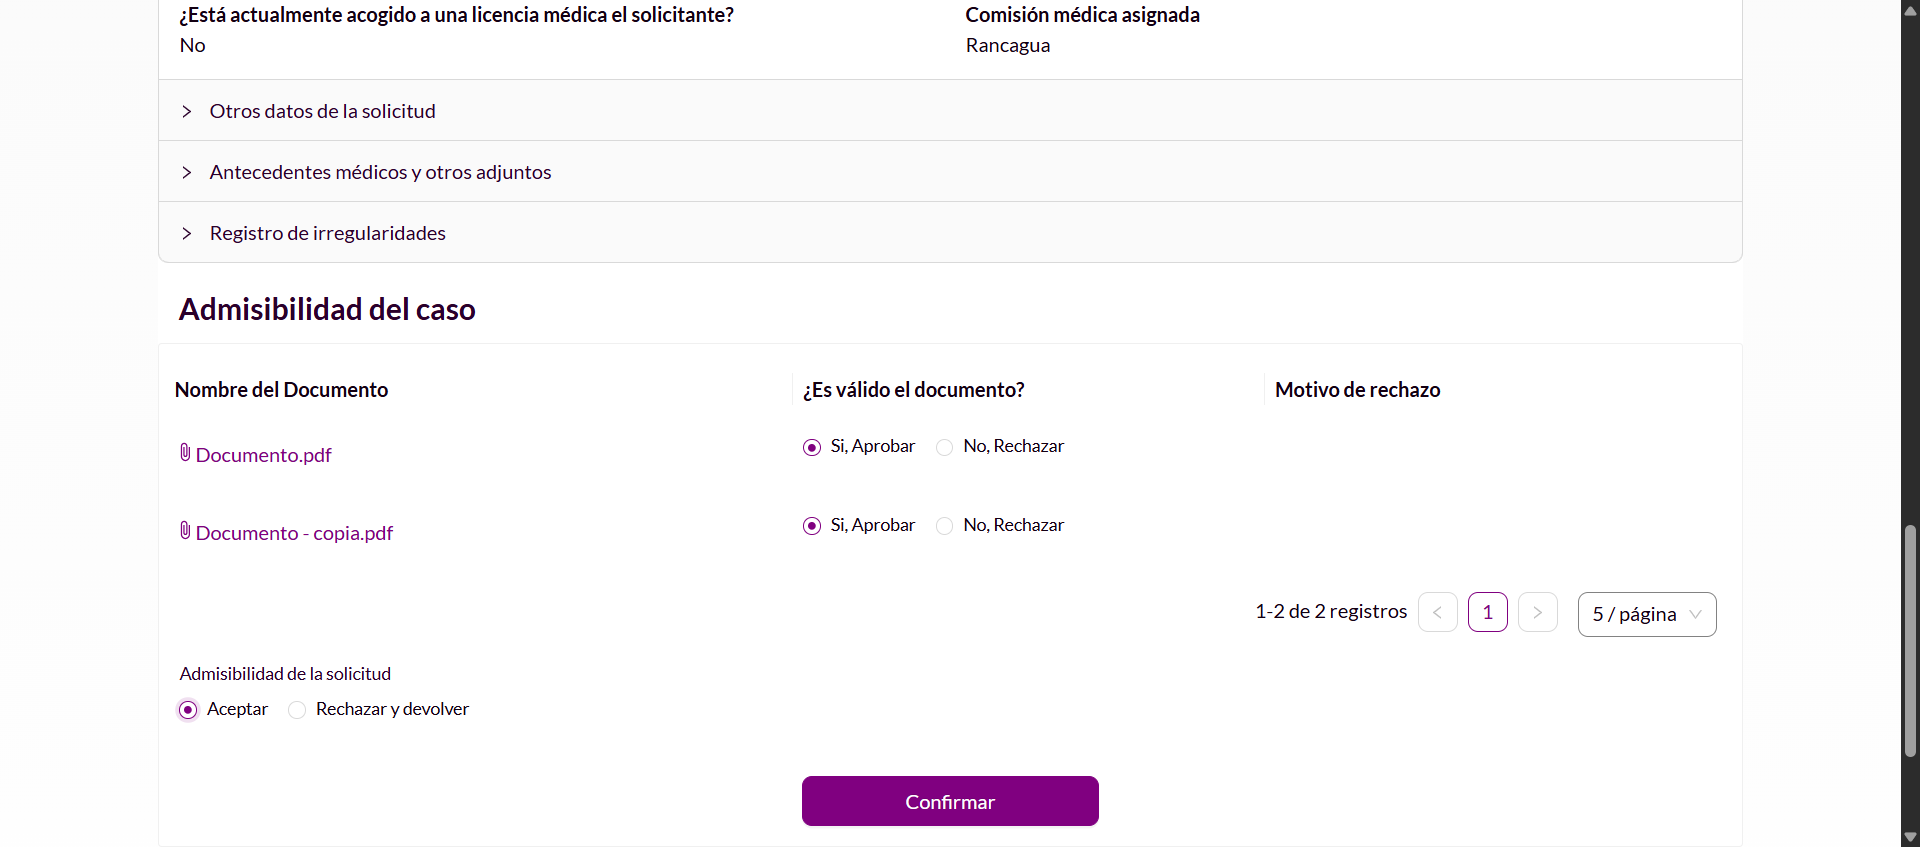 ¿Está actualmente acogido a una licencia médica el solicitante?
No
Comisión médica asignada
Rancagua
Otros datos de la solicitud
Antecedentes médicos y otros adjuntos
Registro de irregularidades
Admisibilidad del caso
Nombre del Documento
¿Es válido el documento?
Motivo de rechazo
Documento.pdf
Si, Aprobar
No, Rechazar
Documento - copia.pdf
Si, Aprobar
No, Rechazar
1-2 de 2 registros
1
5 / página
Admisibilidad de la solicitud
Aceptar
Rechazar y devolver
Confirmar